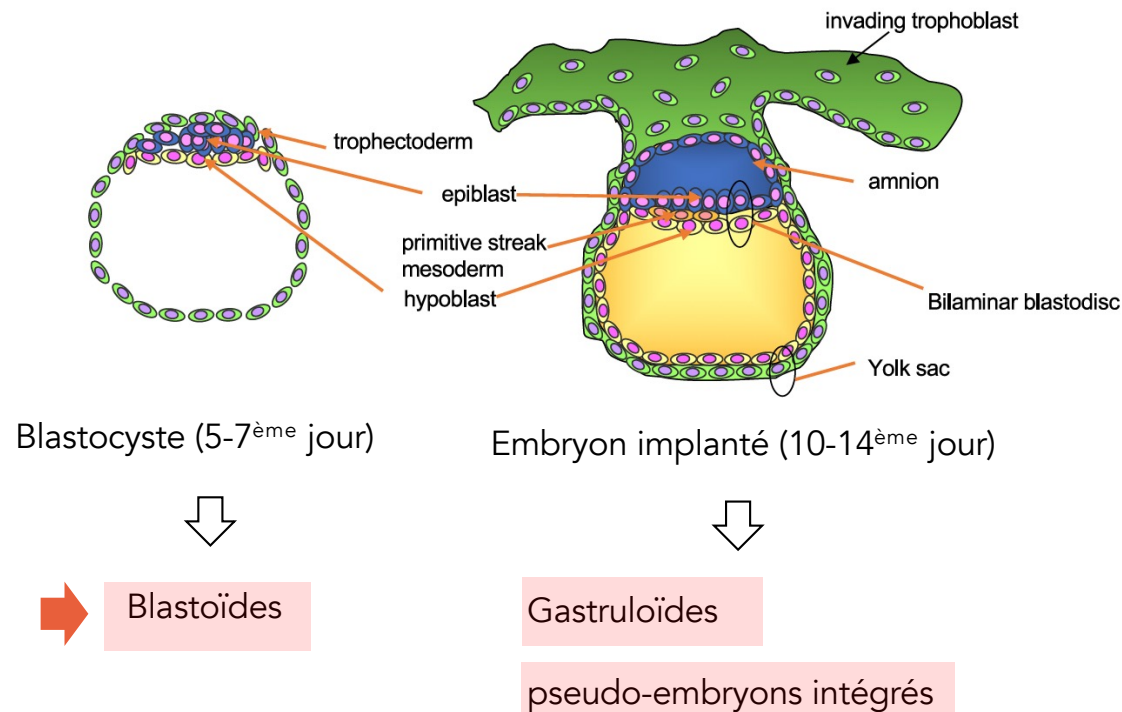 invading trophoblast
trophectoderm
amnion
epiblast
primitive streak
mesoderm
hypoblast
Bilaminar blastodisc
Yolk sac
Blastocyste (5-7ème jour)
Embryon implanté (10-14ème jour)
Blastoïdes
Gastruloïdes
pseudo-embryons intégrés